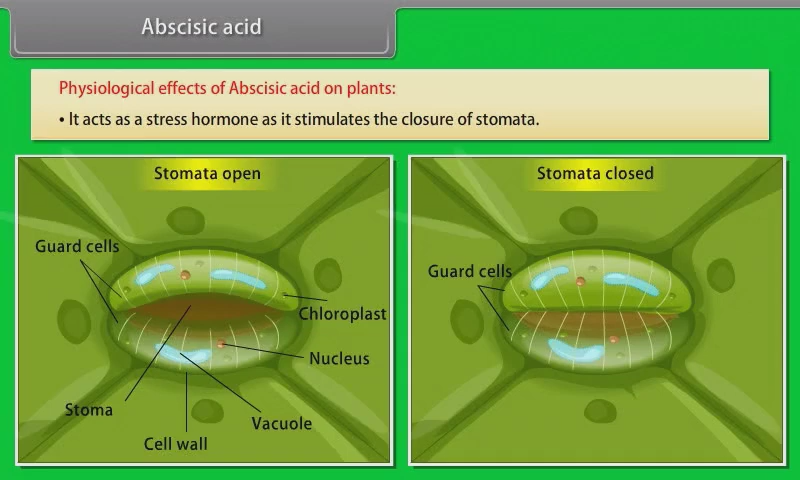 Abscisic acid
Physiological effects of Abscisic acid on plants:
• It acts as a stress hormone as it stimulates the closure of stomata.
Stomata open
Guard cells
Chloroplast
Nucleus
Stoma
Vacuole
Cell wall
Stomata closed
Guard cells